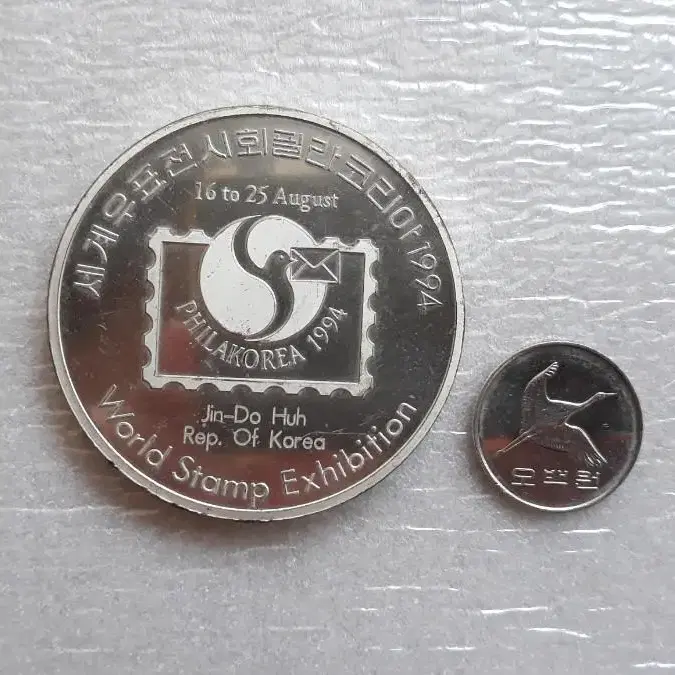 세계우표전시회필라코리아1994
16 to 25 August
PHILAKOREA 1994
Jin-Do Huh
Rep. Of Korea
World Stamp Exhibition
오백원